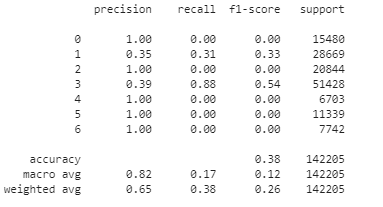 precision recall f1-score support
0 1.00 0.00 0.00 15480
1 0.35 0.31 0.33 28669
2 1.00 0.00 0.00 20844
3 0.39 0.88 0.54 51428
4 1.00 0.00 0.00 6703
5 1.00 0.00 0.00 11339
6 1.00 0.00 0.00 7742
accuracy 0.38 142205
macro avg 0.82 0.17 0.12 142205
weighted avg 0.65 0.38 0.26 142205